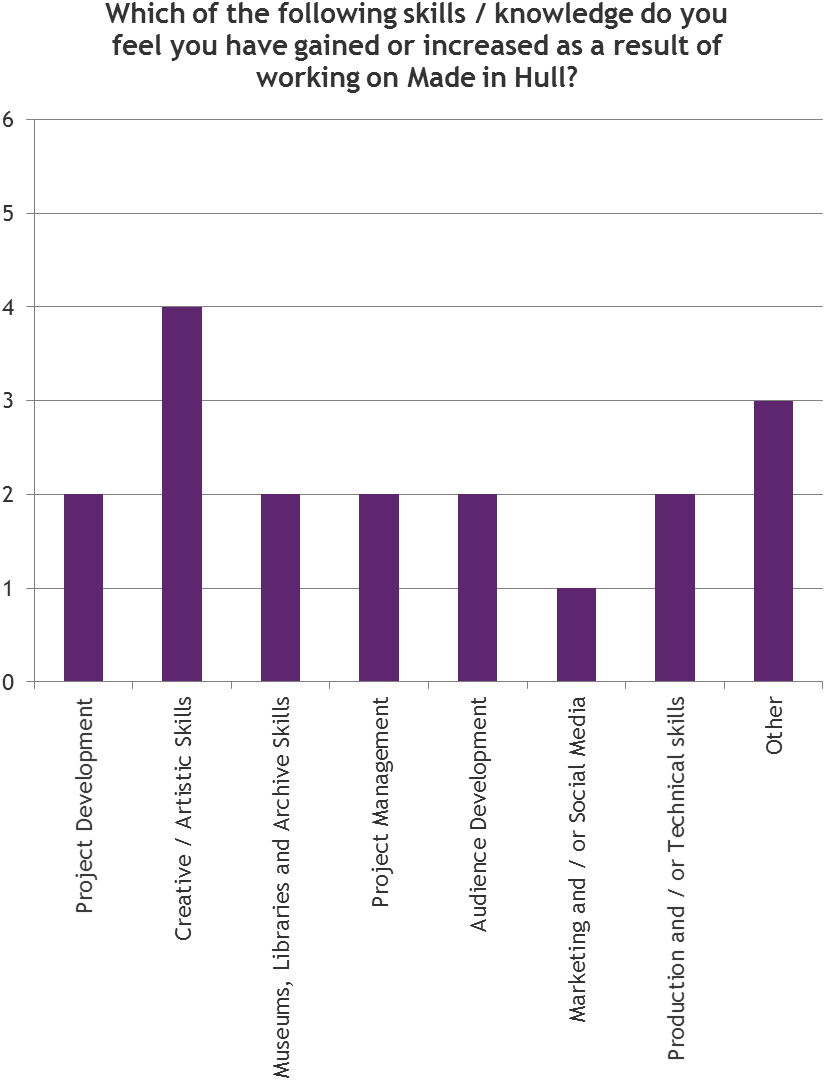 Which of the following skills / knowledge do you
feel you have gained or increased as a result of
working on Made in Hull?
6
5
4
3
2
1
0
Project Development
Creative / Artistic Skills
Museums, Libraries and Archive Skills
Project Management
Audience Development
Marketing and / or Social Media
Production and / or Technical skills
Other